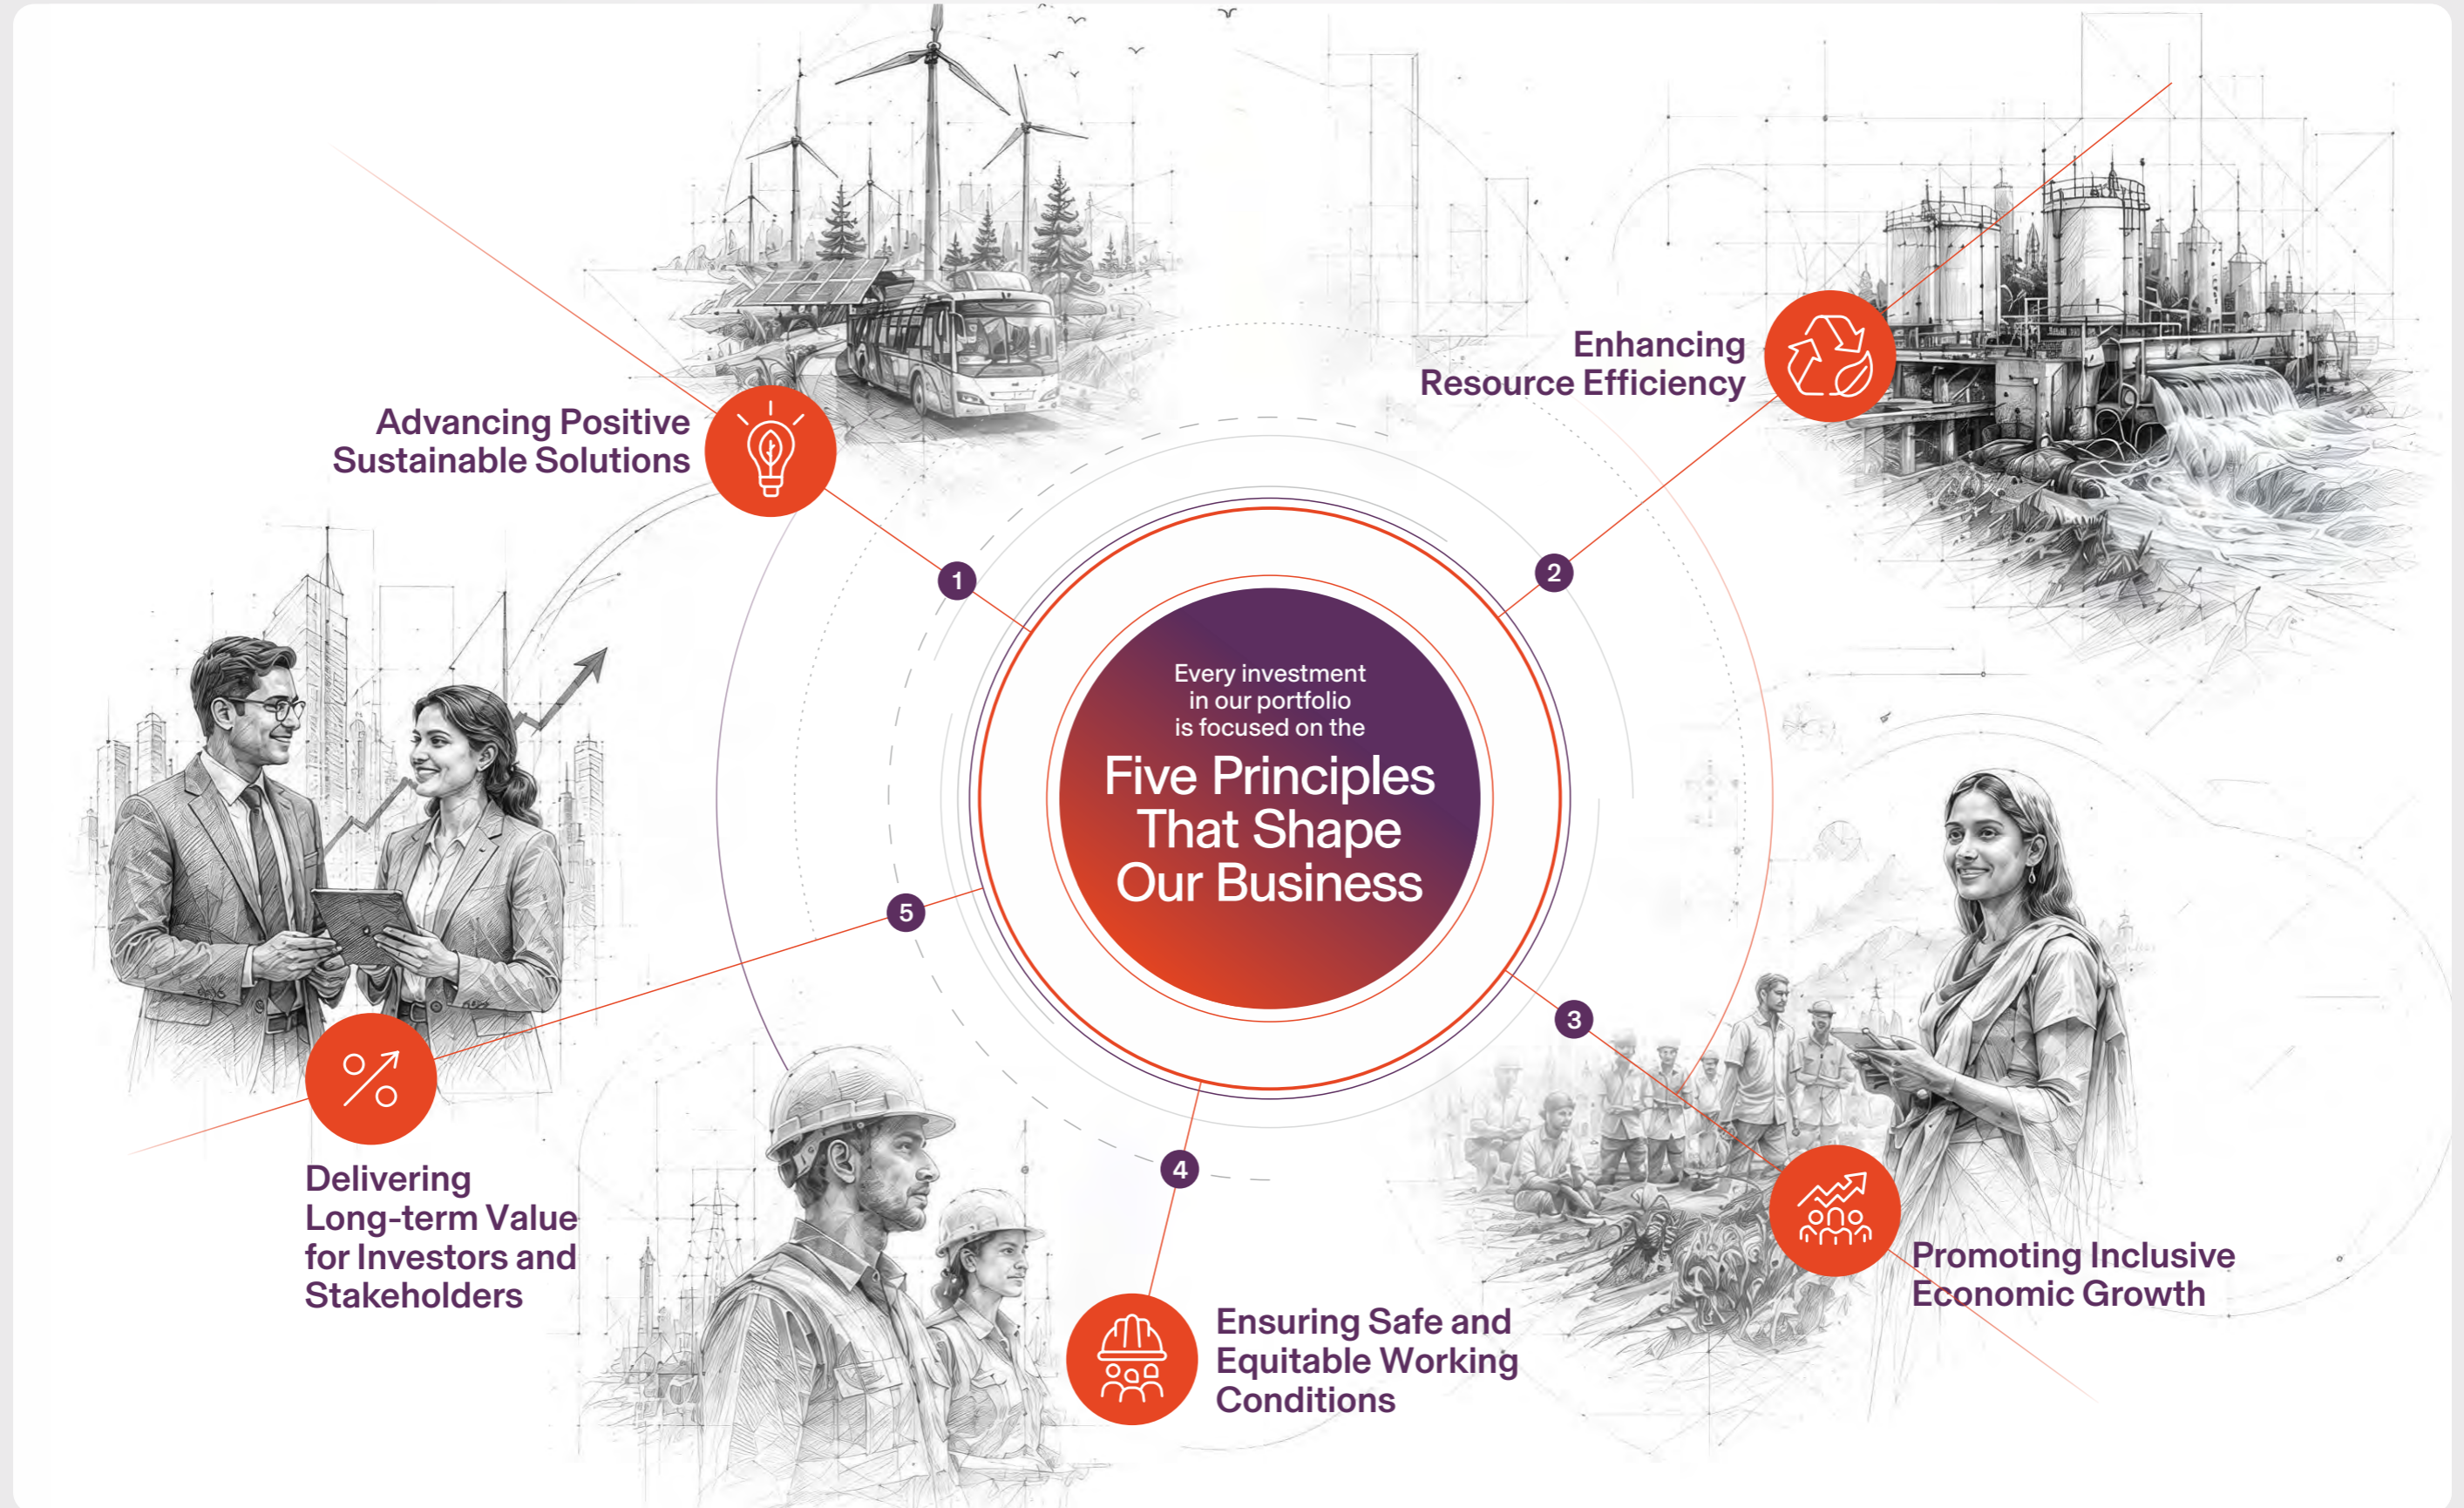 Every investment
in our portfolio
is focused on the
Five Principles
That Shape
Our Business
1
Advancing Positive
Sustainable Solutions
2
Enhancing
Resource Efficiency
3
Promoting Inclusive
Economic Growth
4
Ensuring Safe and
Equitable Working
Conditions
5
Delivering
Long-term Value
for Investors and
Stakeholders